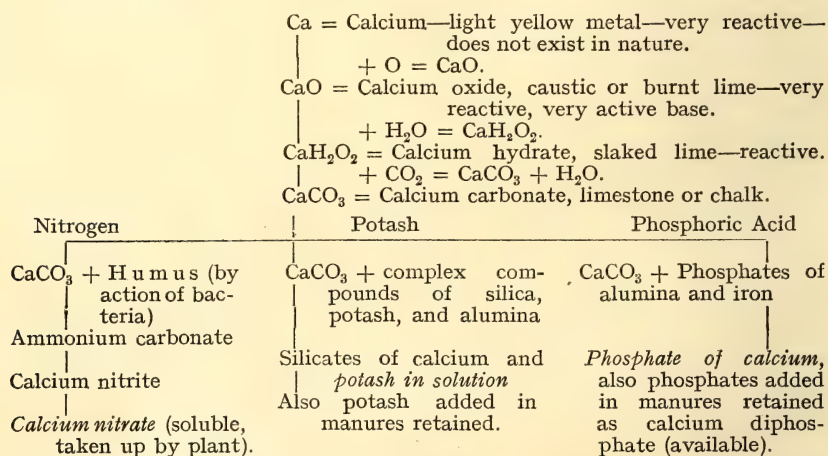 Ca = Calcium—light yellow metal—very reactive—
does not exist in nature.
+ O = CaO.
CaO = Calcium oxide, caustic or burnt lime—very
reactive, very active base.
+ H₂O = CaH₂O₂.
CaH₂O₂ = Calcium hydrate, slaked lime—reactive.
+ CO₂ = CaCO₃ + H₂O.
CaCO₃ = Calcium carbonate, limestone or chalk.
Nitrogen
CaCO₃ + Humus (by
action of bac-
teria)
Ammonium carbonate
Calcium nitrite
Calcium nitrate (soluble,
taken up by plant).
Potash
CaCO₃ + complex com-
pounds of silica,
potash, and alumina
Silicates of calcium and
potash in solution
Also potash added in
manures retained.
Phosphoric Acid
CaCO₃ + Phosphates of
alumina and iron
Phosphate of calcium,
also phosphates added
in manures retained
as calcium diphos-
phate (available).